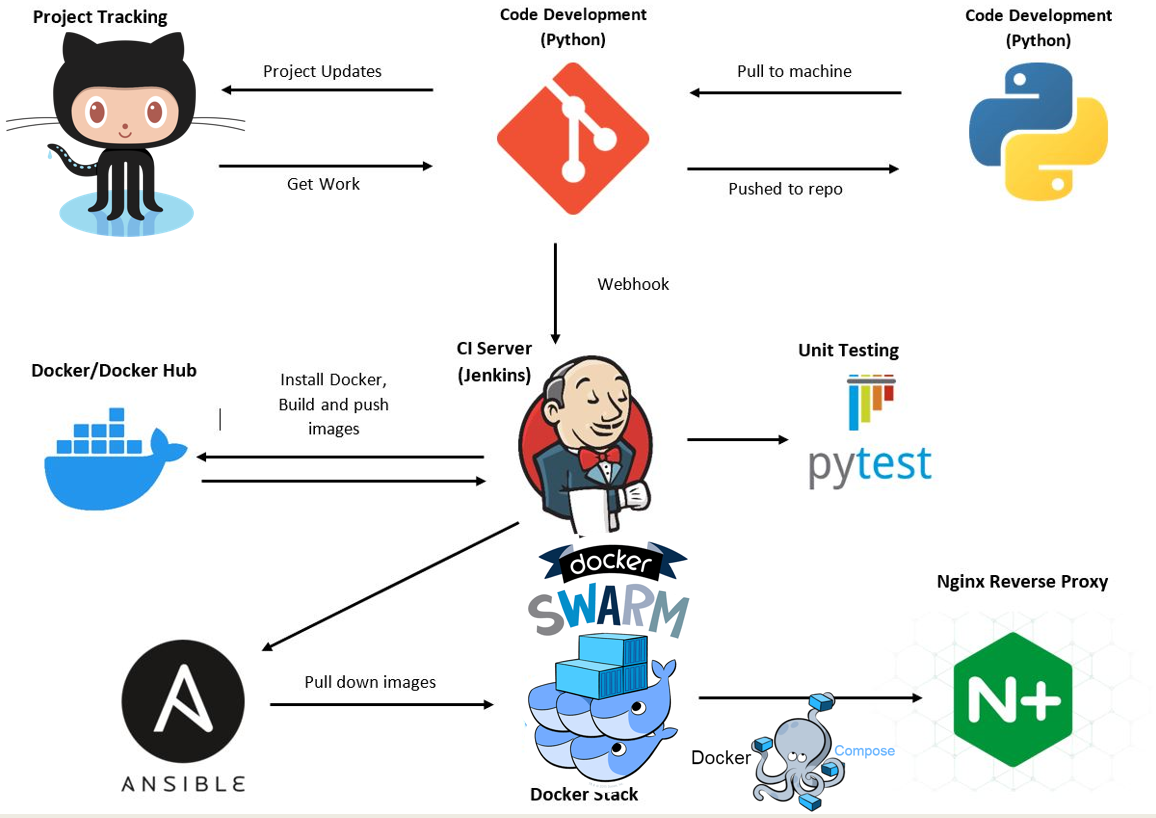 Project Tracking
Code Development
(Python)
Code Development
(Python)
Project Updates
Pull to machine
Get Work
Pushed to repo
Webhook
CI Server
(Jenkins)
Unit Testing
Docker/Docker Hub
Install Docker,
Build and push
images
pytest
docker
SWARM
Nginx Reverse Proxy
Pull down images
N+
Docker
Compose
ANSIBLE
Docker Stack